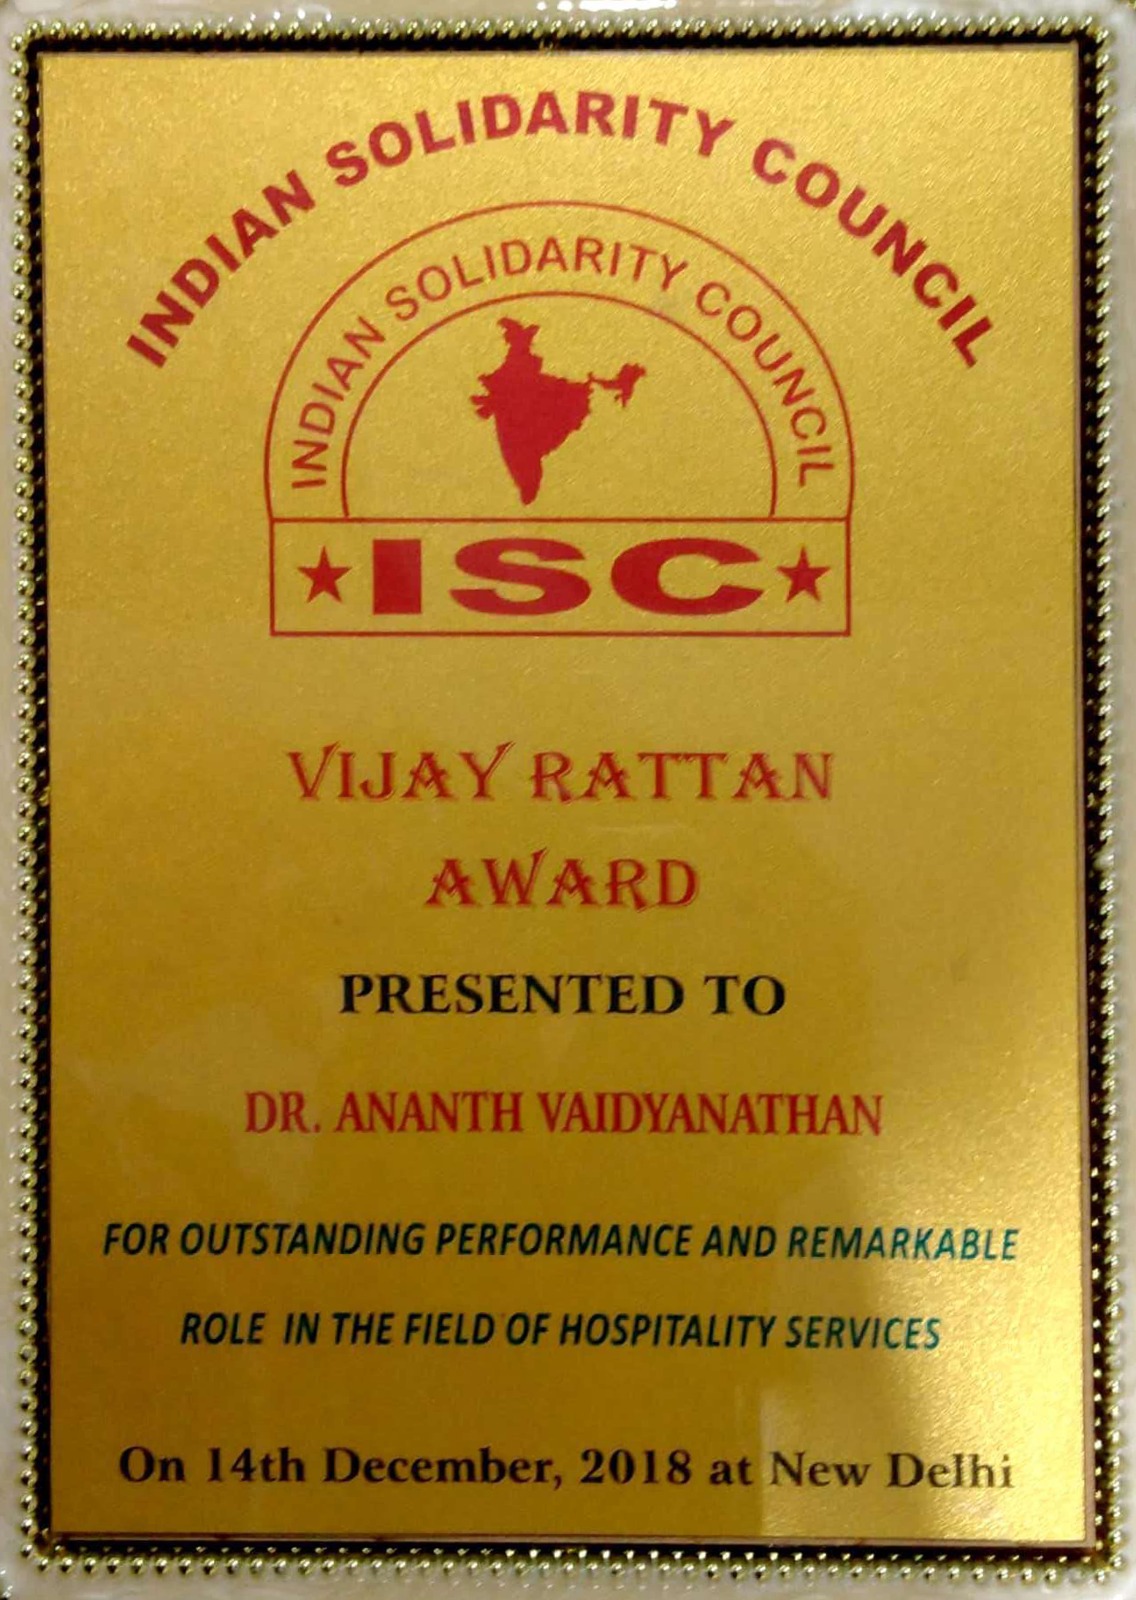 INDIAN SOLIDARITY COUNCIL
INDIAN SOLIDARITY COUNCIL
ISC
VIJAY RATTAN
AWARD
PRESENTED TO
DR. ANANTH VAIDYANATHAN
FOR OUTSTANDING PERFORMANCE AND REMARKABLE
ROLE IN THE FIELD OF HOSPITALITY SERVICES
On 14th December, 2018 at New Delhi